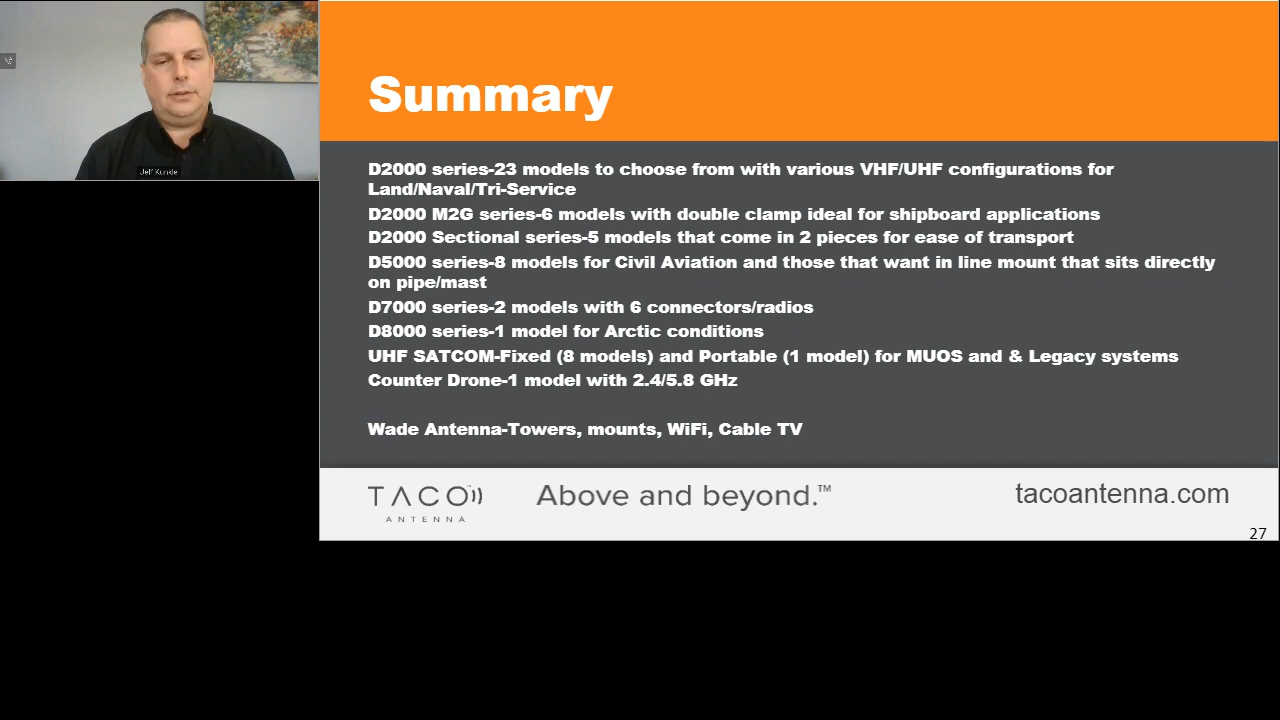 Jeff Kunde
Summary
D2000 series-23 models to choose from with various VHF/UHF configurations for
Land/Naval/Tri-Service
D2000 M2G series-6 models with double clamp ideal for shipboard applications
D2000 Sectional series-5 models that come in 2 pieces for ease of transport
D5000 series-8 models for Civil Aviation and those that want in line mount that sits directly
on pipe/mast
D7000 series-2 models with 6 connectors/radios
D8000 series-1 model for Arctic conditions
UHF SATCOM-Fixed (8 models) and Portable (1 model) for MUOS and & Legacy systems
Counter Drone-1 model with 2.4/5.8 GHz
Wade Antenna-Towers, mounts, WiFi, Cable TV
TACO™
ANTENNA
Above and beyond.™
tacoantenna.com
27